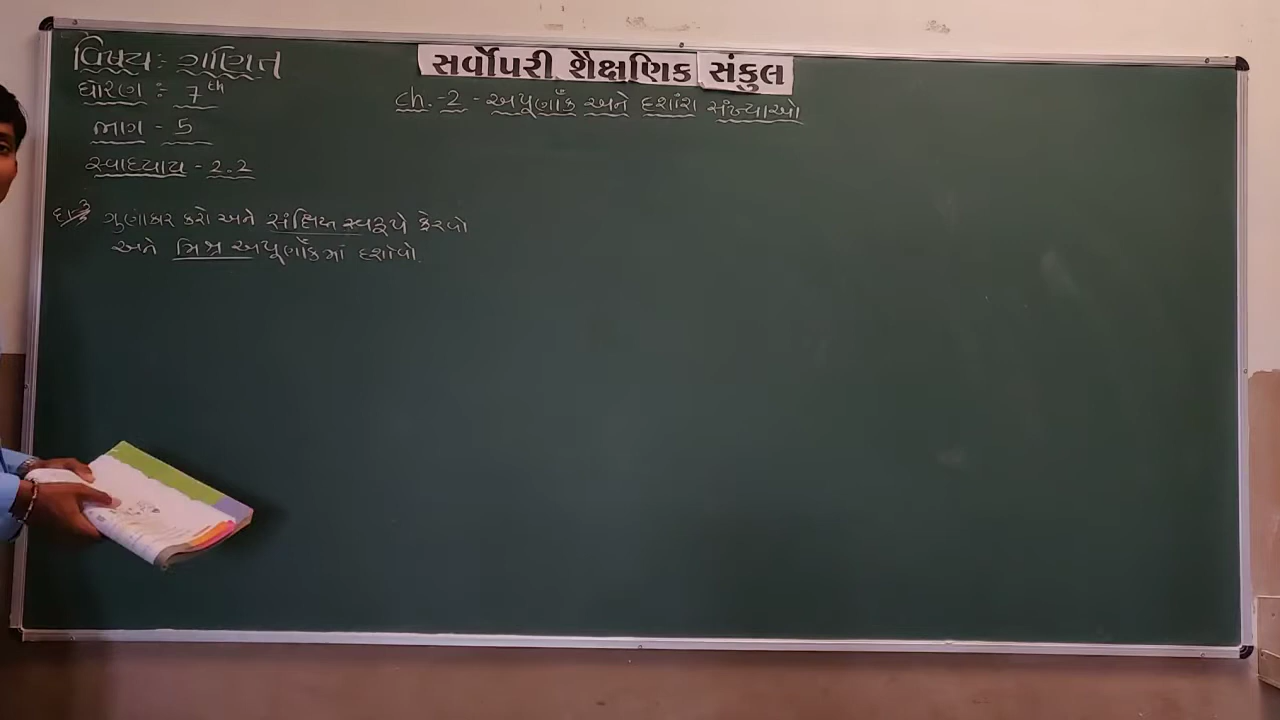 સર્વોપરી શૈક્ષણિક સંકુલ
વિષય : ગણિત
ધોરણ : 7th
ભાગ - 5
સ્વાધ્યાય - 2.2
ch. - 2 - અપૂર્ણાંક અને દશાંશ સંખ્યાઓ
ગુણાકાર કરો અને સંક્ષિપ્ત સ્વરૂપે ફેરવો
અને મિશ્ર અપૂર્ણાંકમાં દર્શાવો.